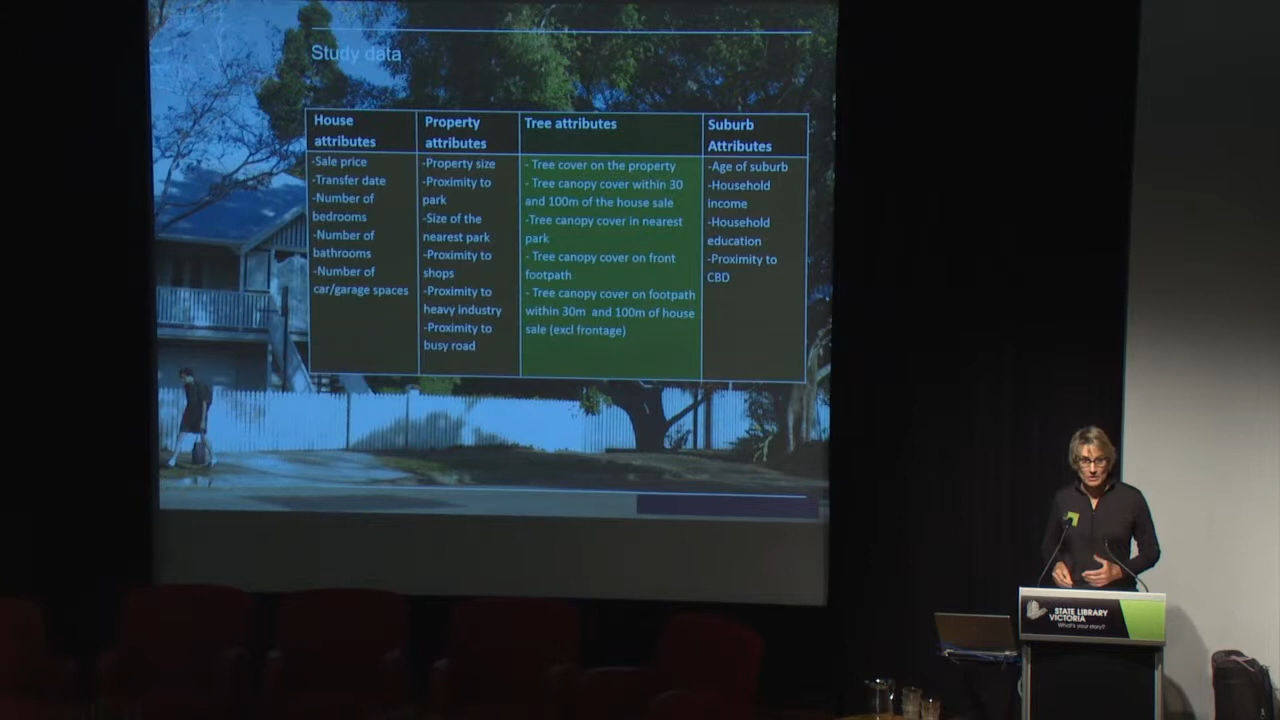 Study data
House
attributes
-Sale price
-Transfer date
-Number of
bedrooms
-Number of
bathrooms
-Number of
car/garage spaces
Property
attributes
-Property size
-Proximity to
park
-Size of the
nearest park
-Proximity to
shops
-Proximity to
heavy industry
-Proximity to
busy road
Tree attributes
- Tree cover on the property
- Tree canopy cover within 30
and 100m of the house sale
-Tree canopy cover in nearest
park
- Tree canopy cover on front
footpath
- Tree canopy cover on footpath
within 30m and 100m of house
sale (excl frontage)
Suburb
Attributes
-Age of suburb
-Household
income
-Household
education
-Proximity to
CBD
STATE LIBRARY
VICTORIA
What's your story?